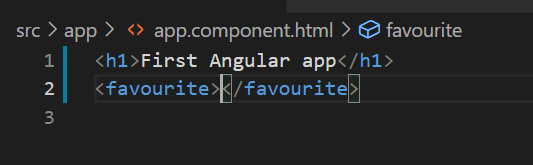 src > app > app.component.html > favourite
1 <h1>First Angular app</h1>
2 <favourite></favourite>
3